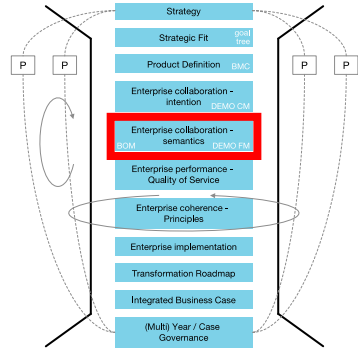 Strategy
Strategic Fit
goal
tree
P
P
Product Definition
BMC
P
P
Enterprise collaboration -
intention
DEMO CM
Enterprise collaboration -
semantics
BOM
DEMO FM
Enterprise performance -
Quality of Service
Enterprise coherence -
Principles
Enterprise implementation
Transformation Roadmap
Integrated Business Case
(Multi) Year / Case
Governance